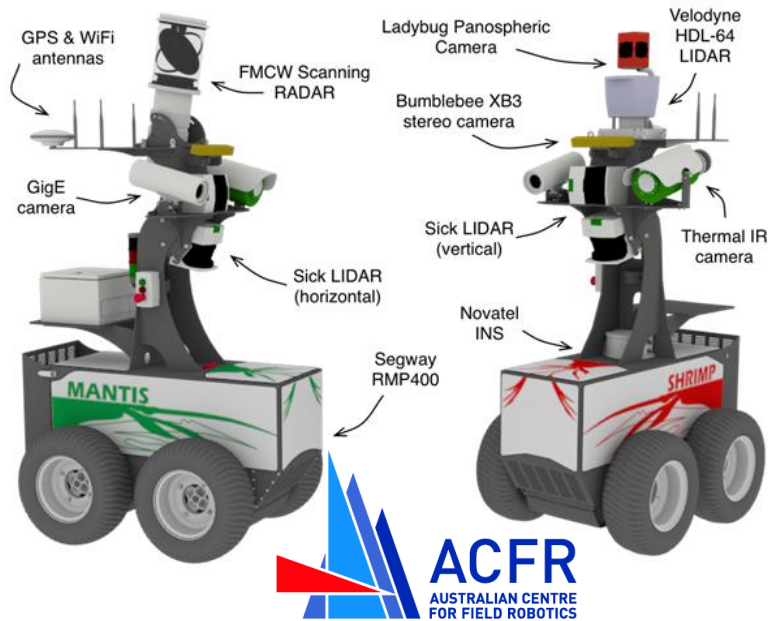 GPS & WiFi
antennas
FMCW Scanning
RADAR
GigE
camera
Sick LIDAR
(horizontal)
MANTIS
Segway
RMP400
Ladybug Panospheric
Camera
Velodyne
HDL-64
LIDAR
Bumblebee XB3
stereo camera
Sick LIDAR
(vertical)
Thermal IR
camera
Novatel
INS
SHRIMP
ACFR
AUSTRALIAN CENTRE
FOR FIELD ROBOTICS